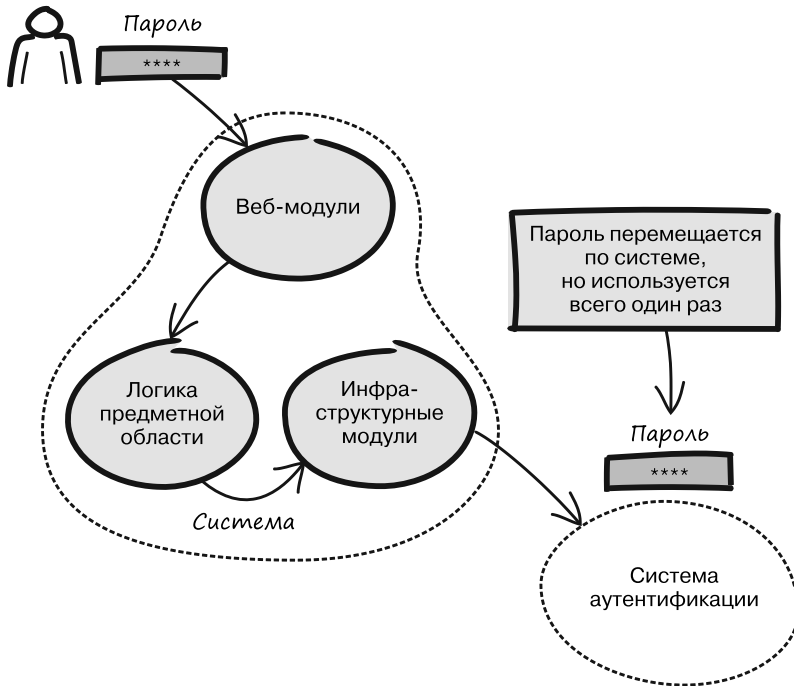 Пароль
****
Веб-модули
Пароль перемещается
по системе,
но используется
всего один раз
Логика
предметной
области
Инфра-
структурные
модули
Пароль
****
Система
Система
аутентификации